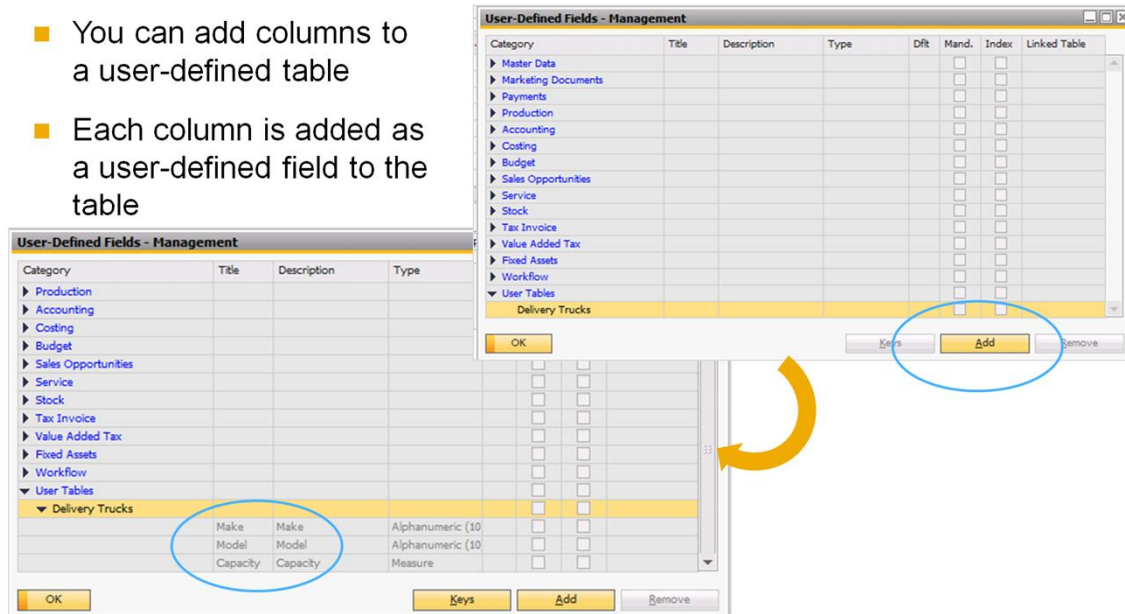 You can add columns to
a user-defined table
Each column is added as
a user-defined field to the
table
User-Defined Fields - Management
Category Title Description Type Dflt Mand. Index Linked Table
Master Data
Marketing Documents
Payments
Production
Accounting
Costing
Budget
Sales Opportunities
Service
Stock
Tax Invoice
Value Added Tax
Fixed Assets
Workflow
User Tables
Delivery Trucks
OK Keys Add Remove
User-Defined Fields - Management
Category Title Description Type
Production
Accounting
Costing
Budget
Sales Opportunities
Service
Stock
Tax Invoice
Value Added Tax
Fixed Assets
Workflow
User Tables
Delivery Trucks
Make Make Alphanumeric (10
Model Model Alphanumeric (10
Capacity Capacity Measure
OK Keys Add Remove